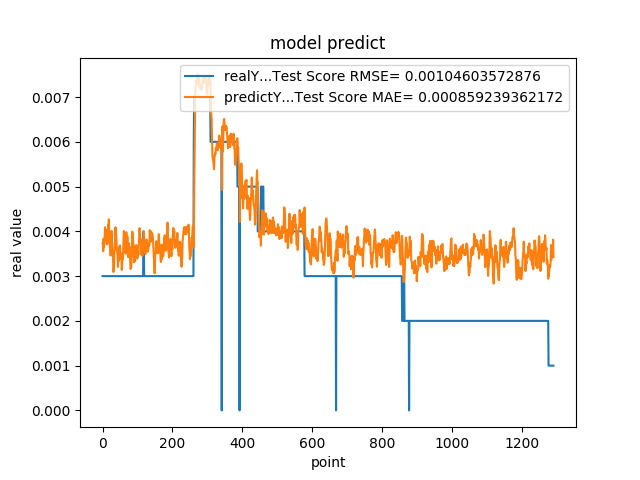 model predict
realY...Test Score RMSE= 0.00104603572876
predictY...Test Score MAE= 0.000859239362172
real value
0.007
0.006
0.005
0.004
0.003
0.002
0.001
0.000
0 200 400 600 800 1000 1200
point